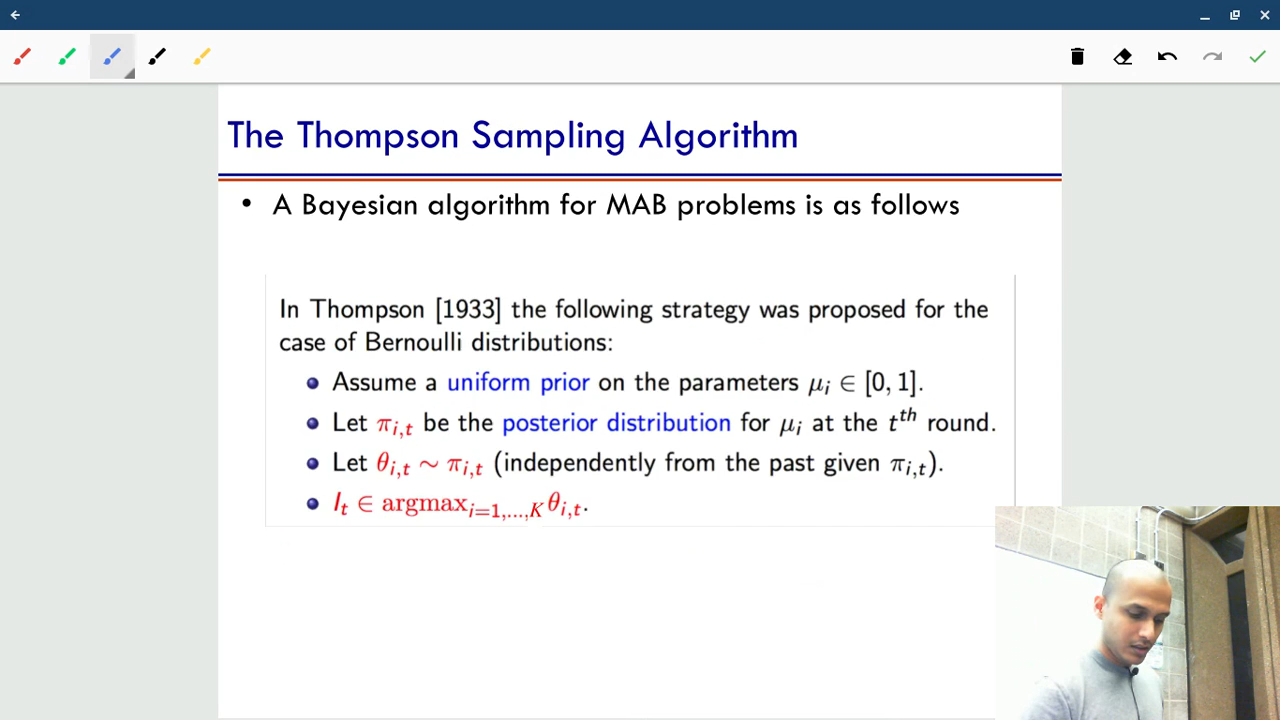 The Thompson Sampling Algorithm
• A Bayesian algorithm for MAB problems is as follows
In Thompson [1933] the following strategy was proposed for the
case of Bernoulli distributions:
Assume a uniform prior on the parameters μ_i ∈ [0, 1].
Let π_{i,t} be the posterior distribution for μ_i at the t^{th} round.
Let θ_{i,t} ∼ π_{i,t} (independently from the past given π_{i,t}).
I_t ∈ argmax_{i=1,...,K} θ_{i,t}.